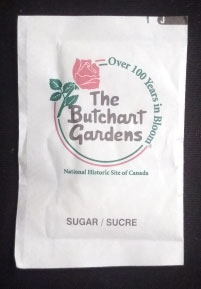 Over 100 Years in Bloom
The
Butchart
Gardens
National Historic Site of Canada
SUGAR / SUCRE